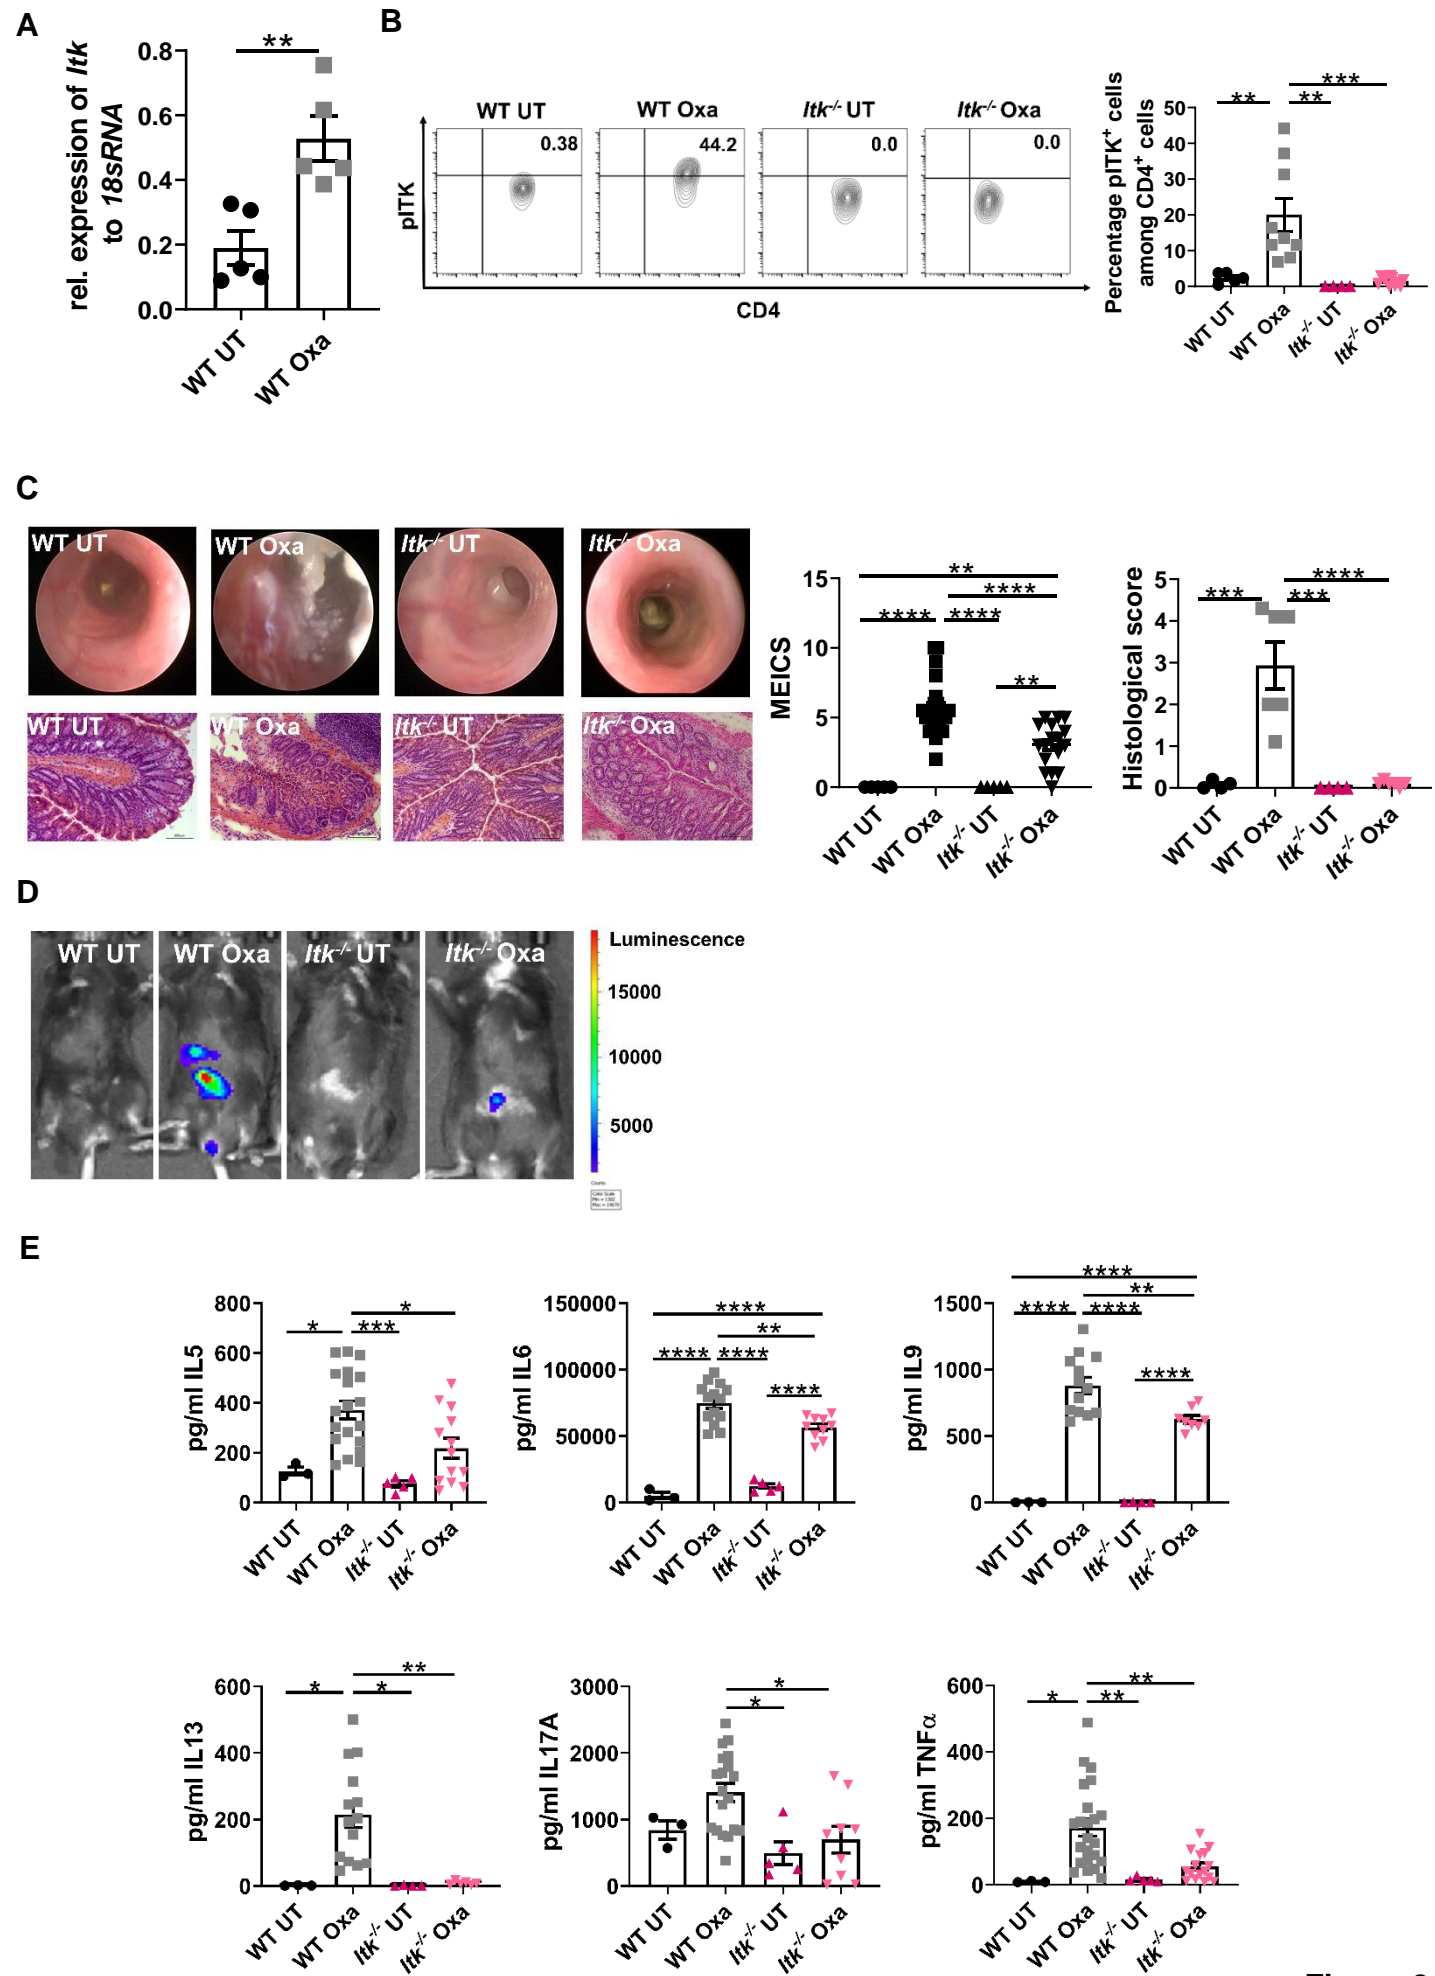 A
rel. expression of Itk
to 18sRNA
0.8
0.6
0.4
0.2
0.0
**
WT UT
WT Oxa
B
WT UT
WT Oxa
Itk-/- UT
Itk-/- Oxa
0.38
44.2
0.0
0.0
pITK
CD4
Percentage pITK+ cells
among CD4+ cells
50
40
30
20
10
0
**
**
***
WT UT
WT Oxa
Itk-/- UT
Itk-/- Oxa
C
WT UT
WT Oxa
Itk-/- UT
Itk-/- Oxa
WT UT
WT Oxa
Itk-/- UT
Itk-/- Oxa
MEICS
15
10
5
0
**
****
****
****
**
WT UT
WT Oxa
Itk-/- UT
Itk-/- Oxa
Histological score
5
4
3
2
1
0
****
***
***
WT UT
WT Oxa
Itk-/- UT
Itk-/- Oxa
D
WT UT
WT Oxa
Itk-/- UT
Itk-/- Oxa
Luminescence
15000
10000
5000
Counts
Color Scale
E
pg/ml IL5
800
600
400
200
0
*
*
***
WT UT
WT Oxa
Itk-/- UT
Itk-/- Oxa
pg/ml IL6
150000
100000
50000
0
****
**
****
****
****
WT UT
WT Oxa
Itk-/- UT
Itk-/- Oxa
pg/ml IL9
1500
1000
500
0
****
**
****
****
****
WT UT
WT Oxa
Itk-/- UT
Itk-/- Oxa
pg/ml IL13
600
400
200
0
**
*
*
WT UT
WT Oxa
Itk-/- UT
Itk-/- Oxa
pg/ml IL17A
3000
2000
1000
0
*
*
WT UT
WT Oxa
Itk-/- UT
Itk-/- Oxa
pg/ml TNFα
600
400
200
0
**
*
**
WT UT
WT Oxa
Itk-/- UT
Itk-/- Oxa